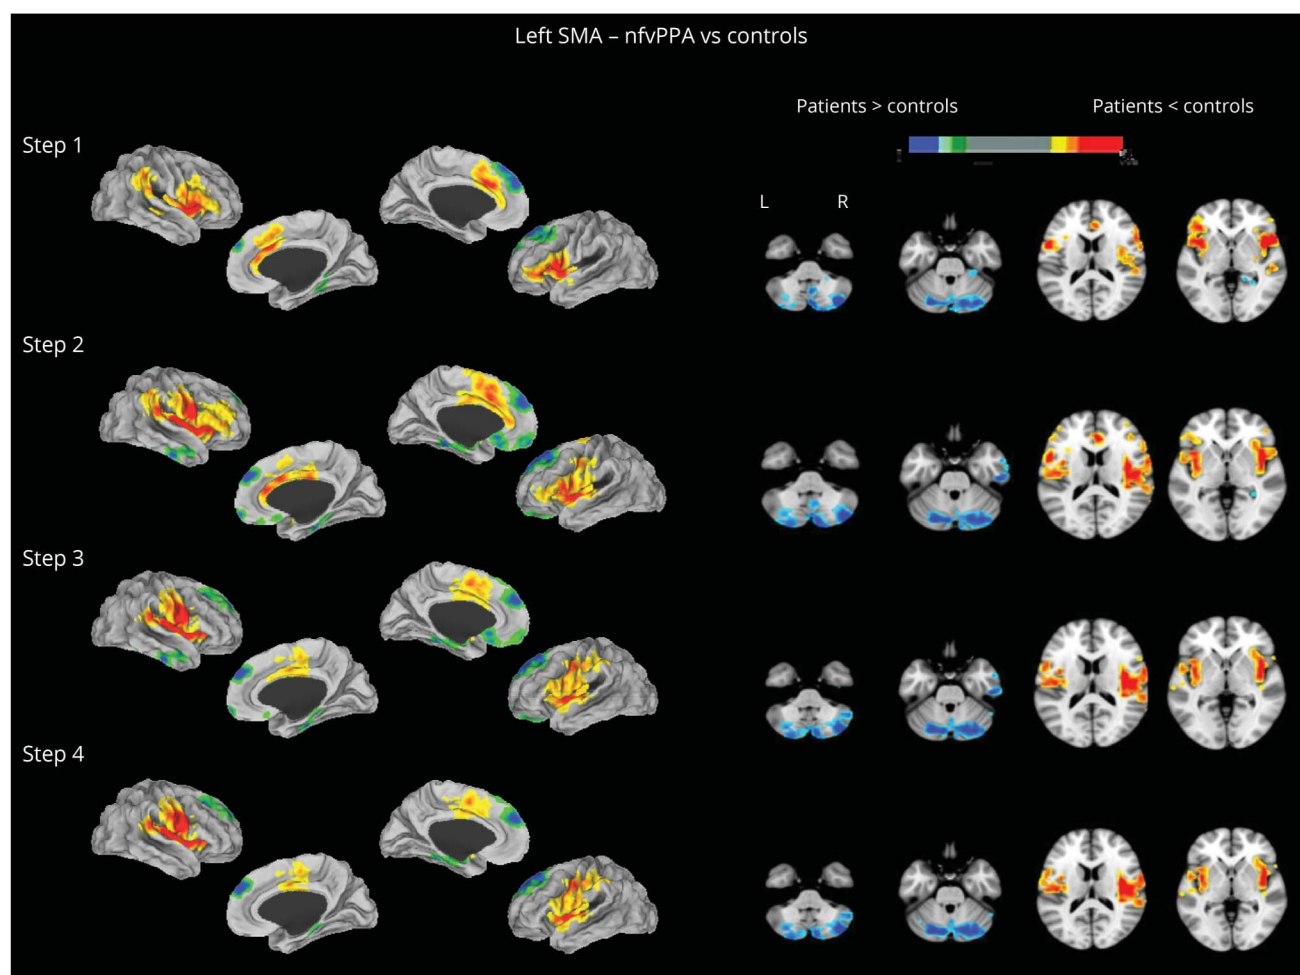 Left SMA – nfvPPA vs controls
Patients > controls
Patients < controls
Step 1
L
R
Step 2
Step 3
Step 4